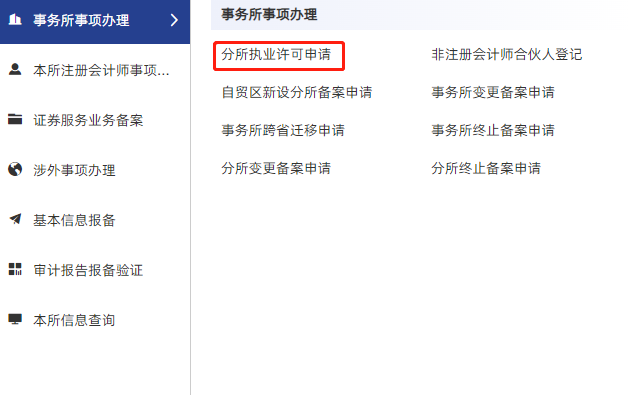 事务所事项办理
本所注册会计师事项...
证券服务业务备案
涉外事项办理
基本信息报备
审计报告报备验证
本所信息查询
事务所事项办理
分所执业许可申请 非注册会计师合伙人登记
自贸区新设分所备案申请 事务所变更备案申请
事务所跨省迁移申请 事务所终止备案申请
分所变更备案申请 分所终止备案申请